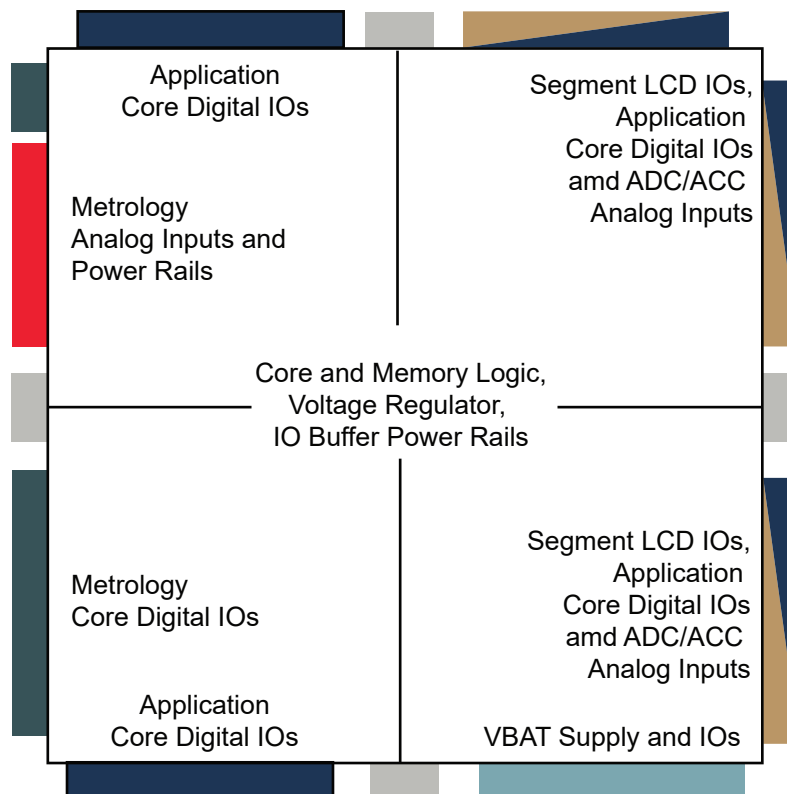 Application
Core Digital IOs
Segment LCD IOs,
Application
Core Digital IOs
amd ADC/ACC
Analog Inputs
Metrology
Analog Inputs and
Power Rails
Core and Memory Logic,
Voltage Regulator,
IO Buffer Power Rails
Metrology
Core Digital IOs
Application
Core Digital IOs
Segment LCD IOs,
Application
Core Digital IOs
amd ADC/ACC
Analog Inputs
VBAT Supply and IOs